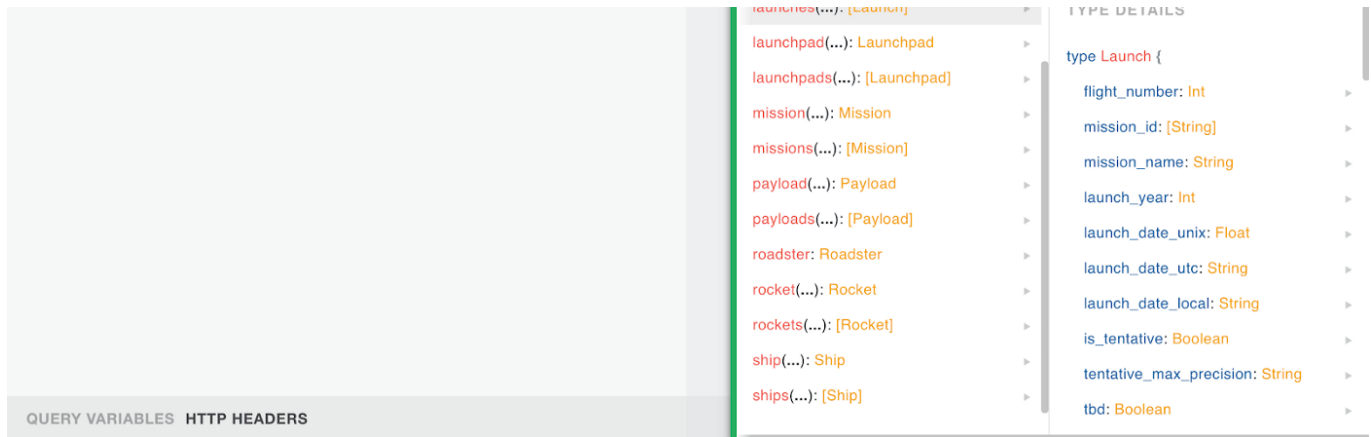 launches(...): [Launch]
launchpad(...): Launchpad
launchpads(...): [Launchpad]
mission(...): Mission
missions(...): [Mission]
payload(...): Payload
payloads(...): [Payload]
roadster: Roadster
rocket(...): Rocket
rockets(...): [Rocket]
ship(...): Ship
ships(...): [Ship]
TYPE DETAILS
type Launch {
flight_number: Int
mission_id: [String]
mission_name: String
launch_year: Int
launch_date_unix: Float
launch_date_utc: String
launch_date_local: String
is_tentative: Boolean
tentative_max_precision: String
tbd: Boolean
QUERY VARIABLES HTTP HEADERS